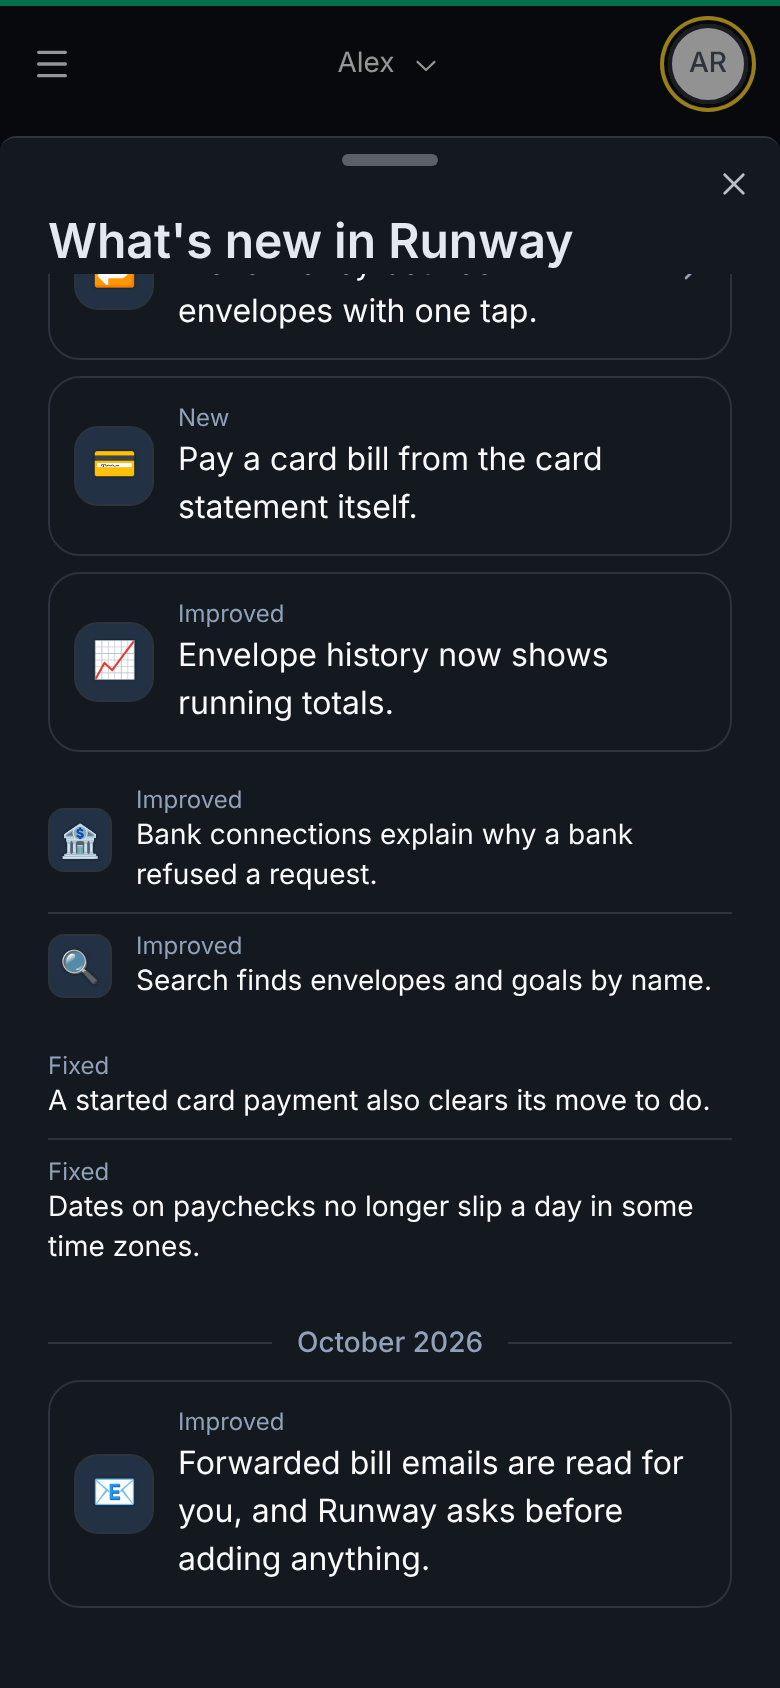 Alex
AR
What's new in Runway
envelopes with one tap.
New
Pay a card bill from the card
statement itself.
Improved
Envelope history now shows
running totals.
Improved
Bank connections explain why a bank
refused a request.
Improved
Search finds envelopes and goals by name.
Fixed
A started card payment also clears its move to do.
Fixed
Dates on paychecks no longer slip a day in some
time zones.
October 2026
Improved
Forwarded bill emails are read for
you, and Runway asks before
adding anything.